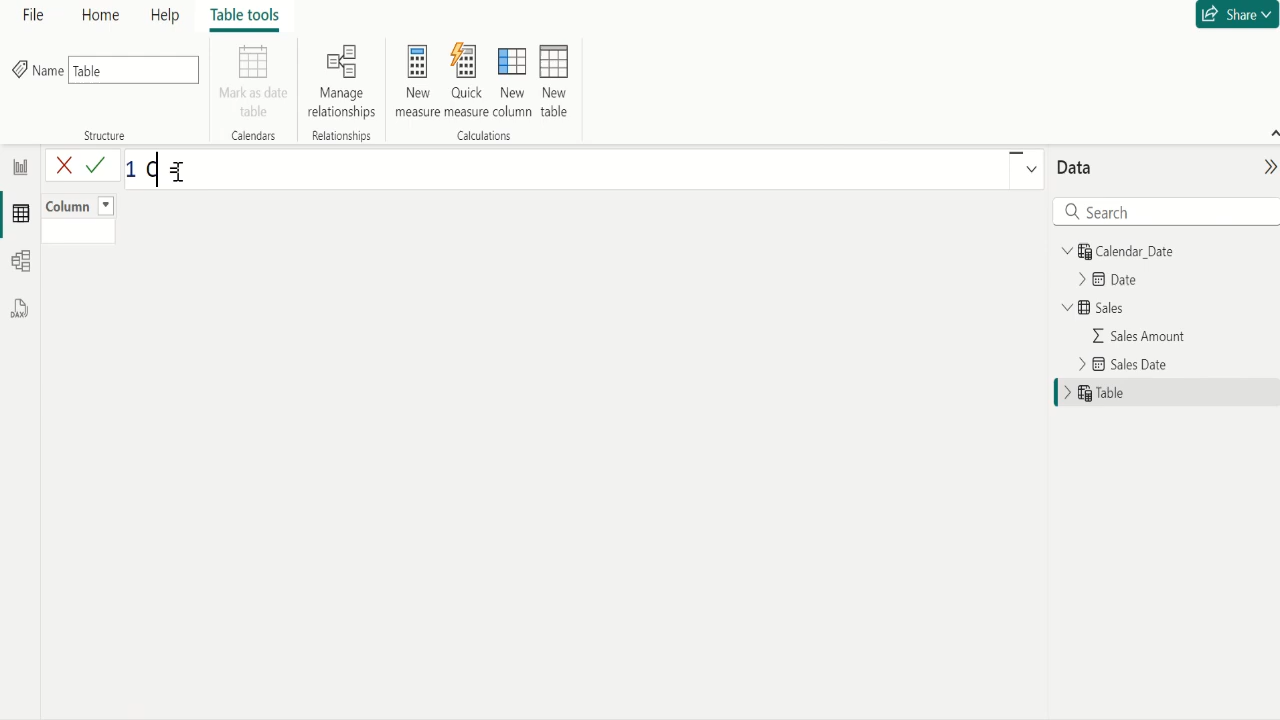 File Home Help Table tools Share
Name Table
Mark as date table
Manage relationships
New measure
Quick measure
New column
New table
Structure Calendars Relationships Calculations
1 C =
Data
Column
Search
Calendar_Date
Date
Sales
Sales Amount
Sales Date
Table
DAX